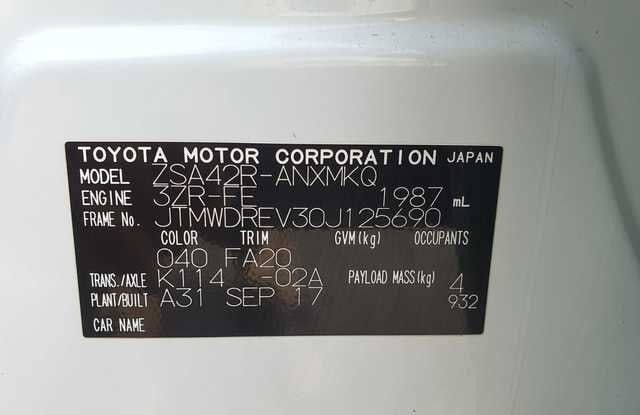 TOYOTA MOTOR CORPORATION JAPAN
MODEL ZSA42R-ANXMKQ
ENGINE 3ZR-FE 1987 mL
FRAME No. JTMWDREV30J125690
COLOR TRIM GVM(kg) OCCUPANTS
040 FA20
TRANS./AXLE K114 -02A PAYLOAD MASS(kg) 4
PLANT/BUILT A31 SEP 17 932
CAR NAME